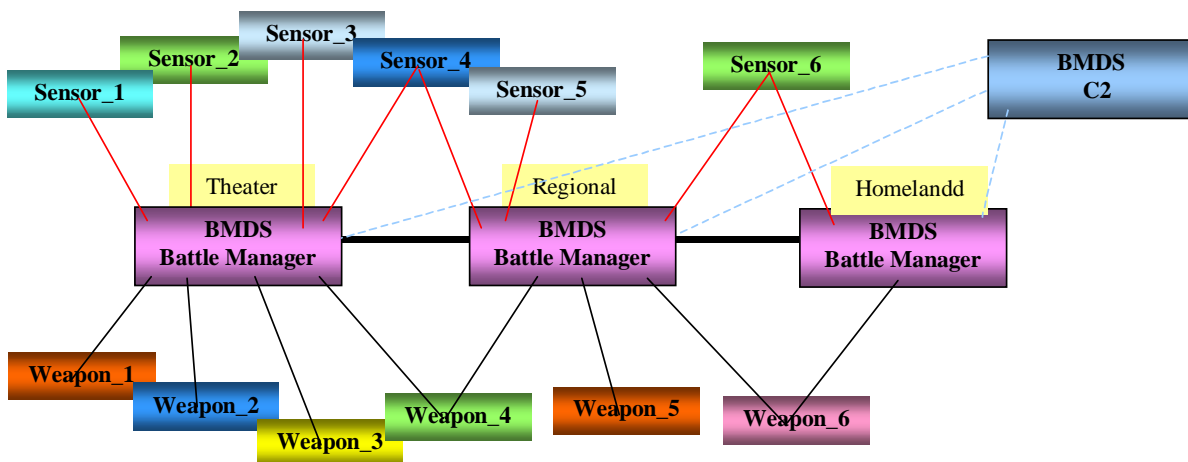 Sensor_3
Sensor_2
Sensor_4
Sensor_6
Sensor_1
Sensor_5
BMDS
C2
Theater
Regional
Homelandd
BMDS
Battle Manager
BMDS
Battle Manager
BMDS
Battle Manager
Weapon_1
Weapon_2
Weapon_3
Weapon_4
Weapon_5
Weapon_6